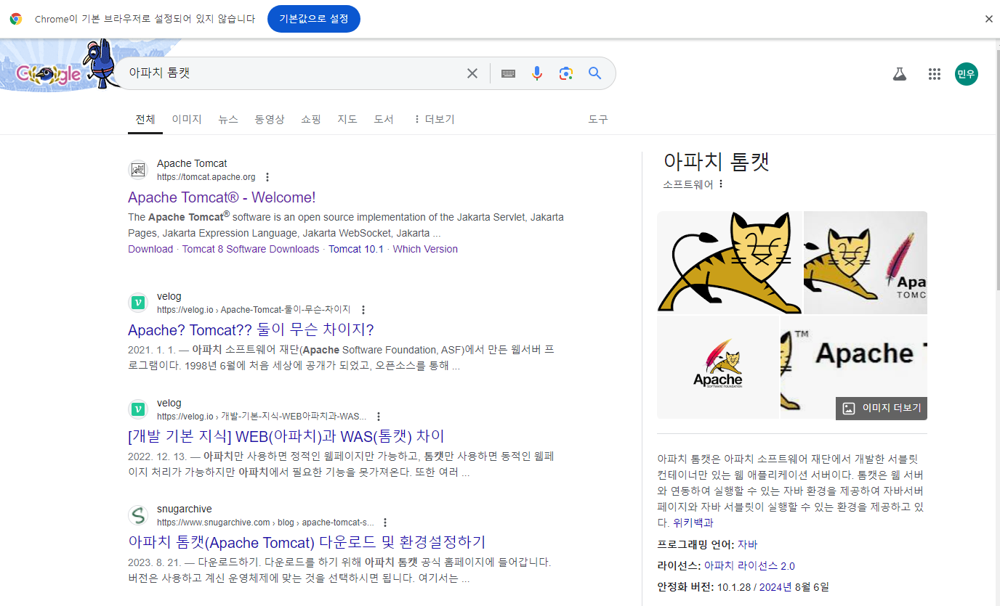 Chrome이 기본 브라우저로 설정되어 있지 않습니다
기본값으로 설정
Google
아파치 톰캣
민우
전체
이미지
뉴스
동영상
쇼핑
지도
도서
더보기
도구
Apache Tomcat
https://tomcat.apache.org
Apache Tomcat® - Welcome!
The Apache Tomcat® software is an open source implementation of the Jakarta Servlet, Jakarta
Pages, Jakarta Expression Language, Jakarta WebSocket, Jakarta ...
Download · Tomcat 8 Software Downloads · Tomcat 10.1 · Which Version
velog
https://velog.io › Apache-Tomcat-둘이-무슨-차이지
Apache? Tomcat?? 둘이 무슨 차이지?
2021. 1. 1. — 아파치 소프트웨어 재단(Apache Software Foundation, ASF)에서 만든 웹서버 프
로그램이다. 1998년 6월에 처음 세상에 공개가 되었고, 오픈소스를 통해 ...
velog
https://velog.io › 개발-기본-지식-WEB아파치과-WAS...
[개발 기본 지식] WEB(아파치)과 WAS(톰캣) 차이
2022. 12. 13. — 아파치만 사용하면 정적인 웹페이지만 가능하고, 톰캣만 사용하면 동적인 웹페
이지 처리가 가능하지만 아파치에서 필요한 기능을 못가져온다. 또한 여러 ...
snugarchive
https://www.snugarchive.com › blog › apache-tomcat-s...
아파치 톰캣(Apache Tomcat) 다운로드 및 환경설정하기
2023. 8. 21. — 다운로드하기. 다운로드를 하기 위해 아파치 톰캣 공식 홈페이지에 들어갑니다.
버전은 사용하고 계신 운영체제에 맞는 것을 선택하시면 됩니다. 여기서는 ...
아파치 톰캣
소프트웨어
Apa
TOMC
Apache
SOFTWARE FOUNDATION
TM
Apache T
이미지 더보기
아파치 톰캣은 아파치 소프트웨어 재단에서 개발한 서블릿
컨테이너만 있는 웹 애플리케이션 서버이다. 톰캣은 웹 서버
와 연동하여 실행할 수 있는 자바 환경을 제공하여 자바서버
페이지와 자바 서블릿이 실행할 수 있는 환경을 제공하고 있
다. 위키백과
프로그래밍 언어: 자바
라이선스: 아파치 라이선스 2.0
안정화 버전: 10.1.28 / 2024년 8월 6일